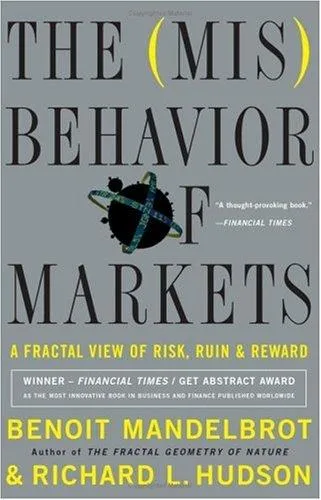 THE (MIS)
BEHAVIOR
OF
"A thought-provoking book."
—FINANCIAL TIMES
MARKETS
A FRACTAL VIEW OF RISK, RUIN & REWARD
WINNER – FINANCIAL TIMES / GET ABSTRACT AWARD
AS THE MOST INNOVATIVE BOOK IN BUSINESS AND FINANCE PUBLISHED WORLDWIDE
BENOIT MANDELBROT
Author of THE FRACTAL GEOMETRY OF NATURE
& RICHARD L. HUDSON